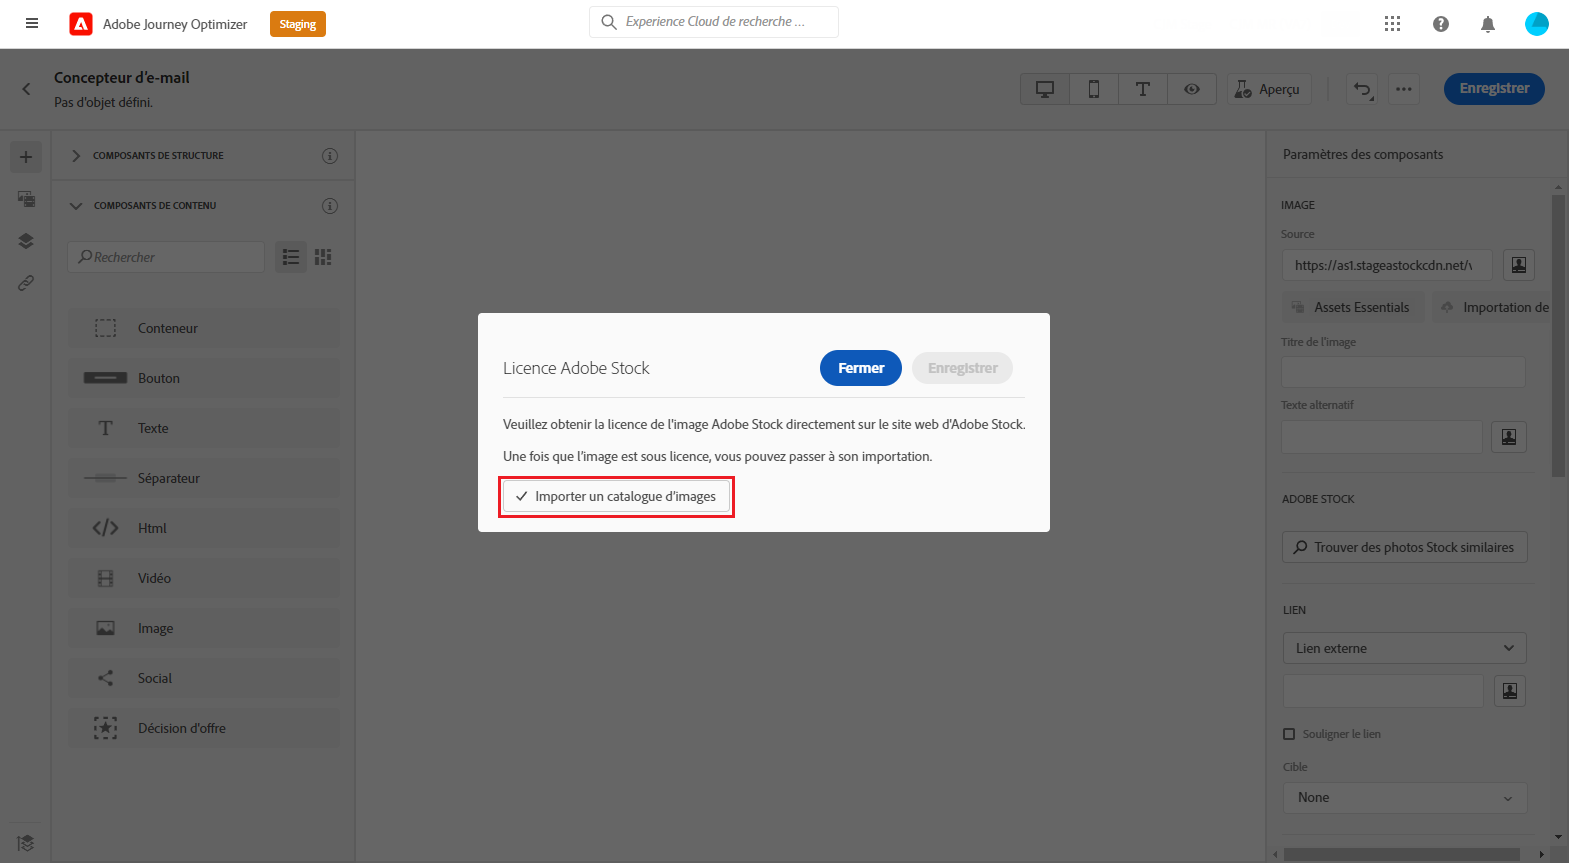 Adobe Journey Optimizer
Staging
Experience Cloud de recherche ...
Concepteur d'e-mail
Pas d'objet défini.
Aperçu
Enregistrer
COMPOSANTS DE STRUCTURE
COMPOSANTS DE CONTENU
Rechercher
Conteneur
Bouton
Texte
Séparateur
Html
Vidéo
Image
Social
Décision d'offre
Licence Adobe Stock
Fermer
Enregistrer
Veuillez obtenir la licence de l'image Adobe Stock directement sur le site web d'Adobe Stock.
Une fois que l'image est sous licence, vous pouvez passer à son importation.
Importer un catalogue d'images
Paramètres des composants
IMAGE
Source
https://as1.stageastockcdn.net/
Assets Essentials
Importation de
Titre de l'image
Texte alternatif
ADOBE STOCK
Trouver des photos Stock similaires
LIEN
Lien externe
Souligner le lien
Cible
None